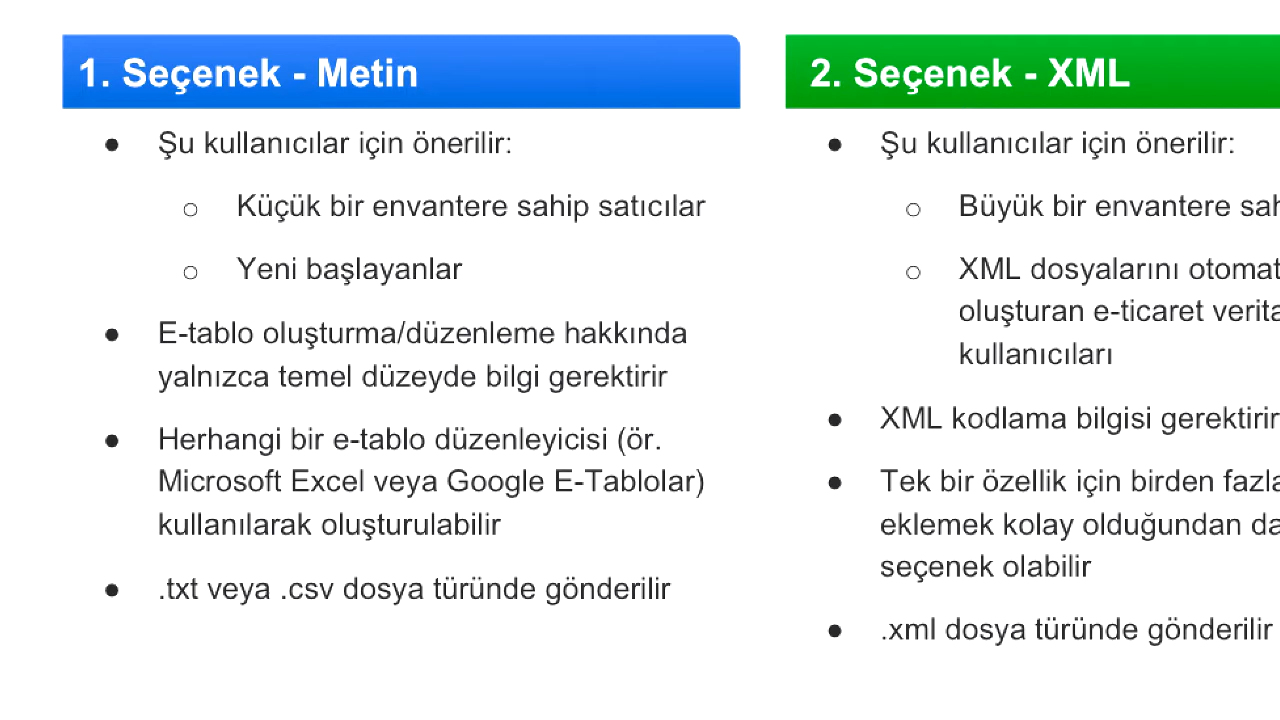 1. Seçenek - Metin
● Şu kullanıcılar için önerilir:
○ Küçük bir envantere sahip satıcılar
○ Yeni başlayanlar
● E-tablo oluşturma/düzenleme hakkında
yalnızca temel düzeyde bilgi gerektirir
● Herhangi bir e-tablo düzenleyicisi (ör.
Microsoft Excel veya Google E-Tablolar)
kullanılarak oluşturulabilir
● .txt veya .csv dosya türünde gönderilir
2. Seçenek - XML
● Şu kullanıcılar için önerilir:
○ Büyük bir envantere
○ XML dosyalarını
oluşturan e-ticaret
kullanıcıları
● XML kodlama bilgisi gerektirir
● Tek bir özellik için birden
eklemek kolay olduğundan
seçenek olabilir
● .xml dosya türünde gönderilir